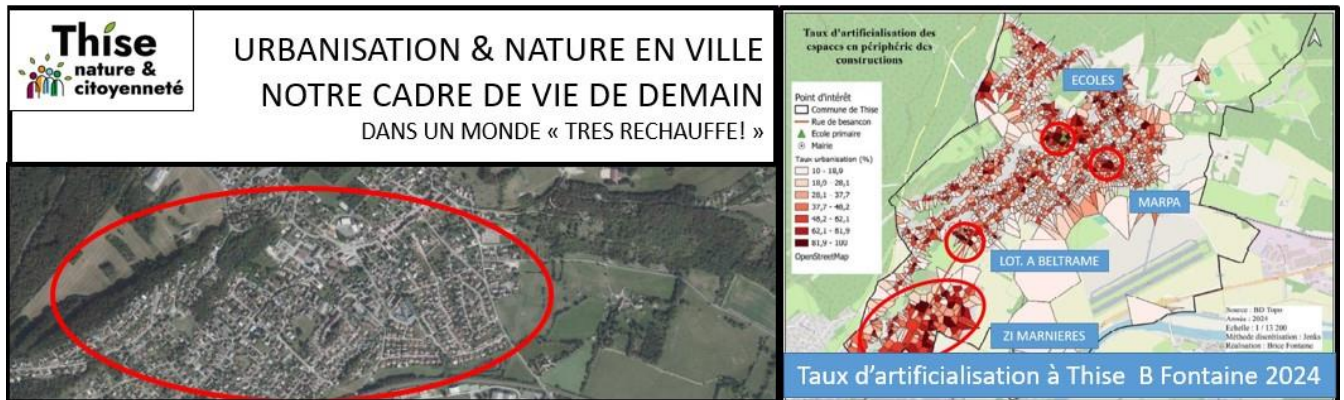 Thise
nature &
citoyenneté
URBANISATION & NATURE EN VILLE
NOTRE CADRE DE VIE DE DEMAIN
DANS UN MONDE « TRES RECHAUFFE! »
Taux d'artificialisation des
espaces en périphérie des
constructions
Point d'intérêt
Commune de Thise
Rue de besancon
Ecole primaire
Mairie
Taux urbanisation (%)
10 - 18,9
18,9 - 28,1
28,1 - 37,7
37,7 - 48,2
48,2 - 62,1
62,1 - 81,9
81,9 - 100
OpenStreetMap
ECOLES
MARPA
LOT. A BELTRAME
ZI MARNIERES
Source : BD Topo
Année : 2024
Echelle : 1 / 13 200
Méthode discrétisation : Jenks
Réalisation : Brice Fontaine
Taux d'artificialisation à Thise B Fontaine 2024